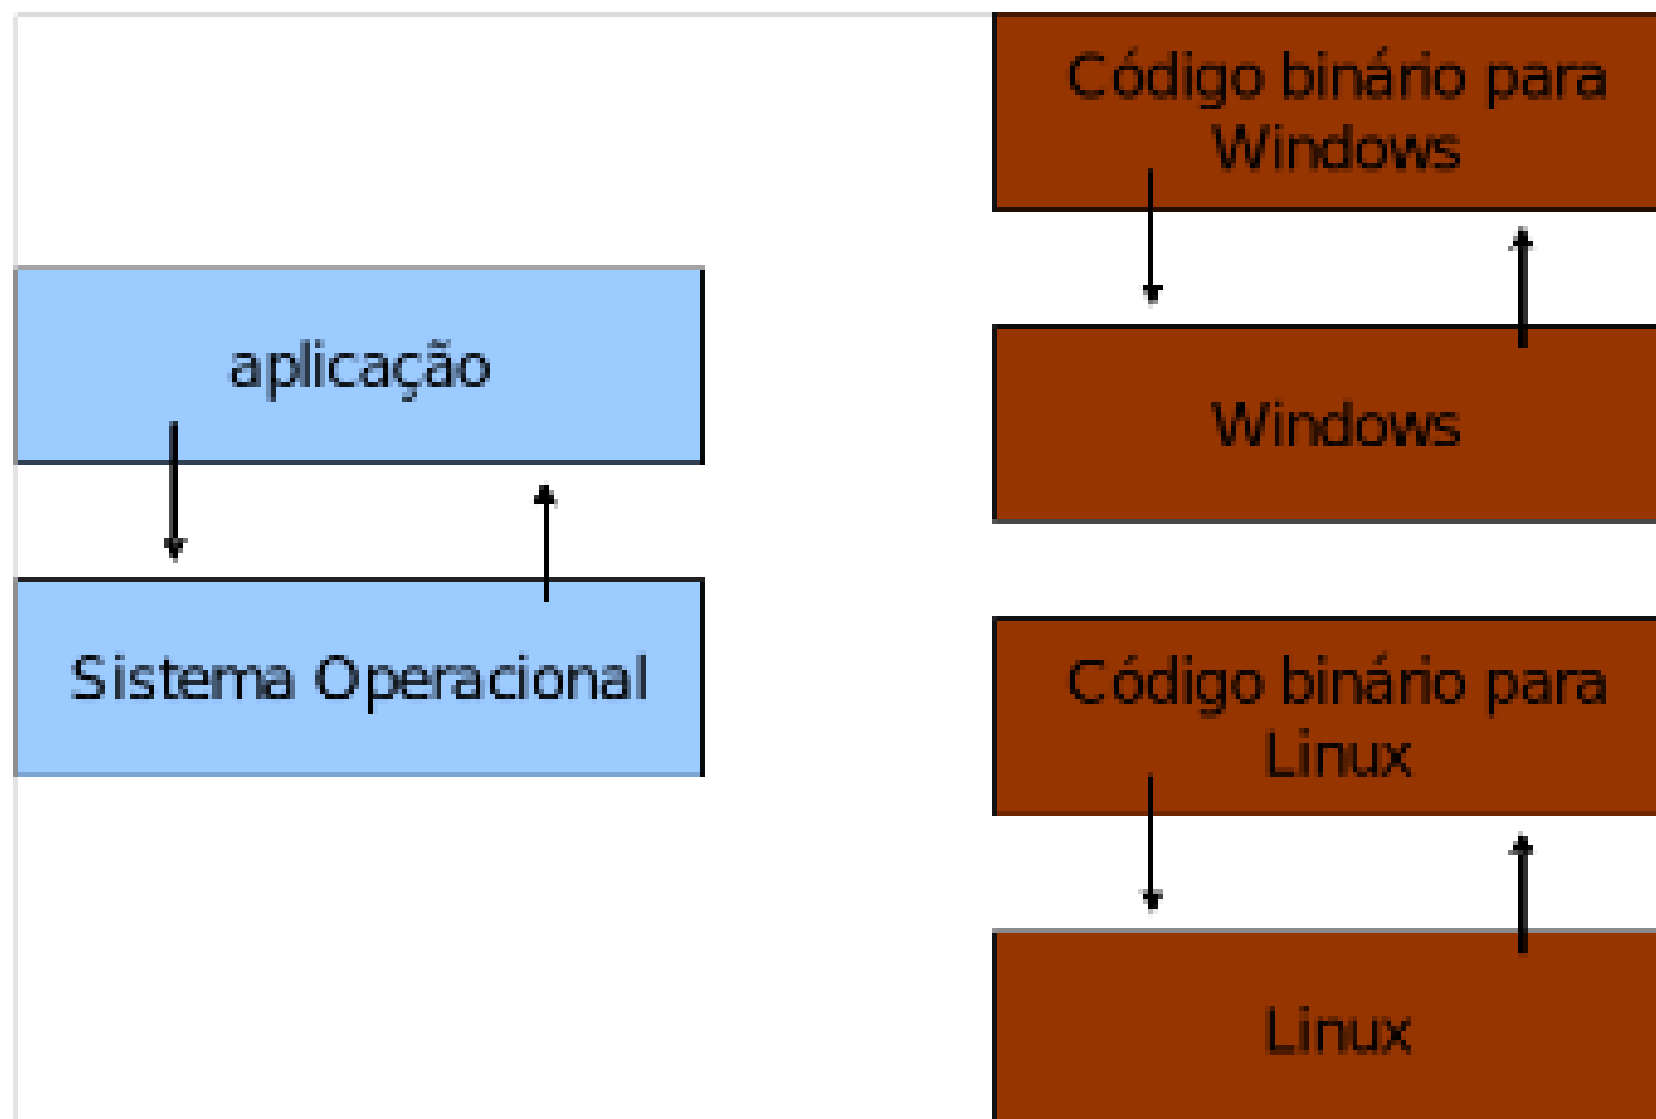 aplicação
Sistema Operacional
Código binário para
Windows
Windows
Código binário para
Linux
Linux